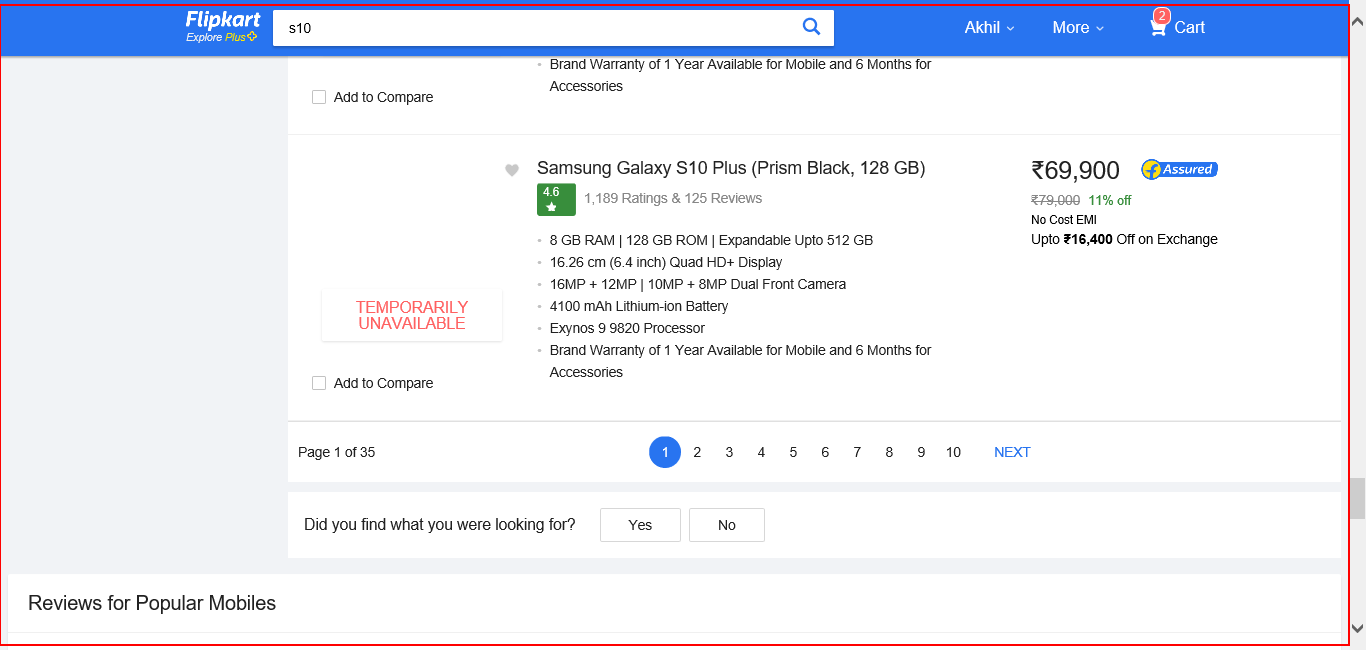 Flipkart
Explore Plus
s10
Akhil
More
2
Cart
Brand Warranty of 1 Year Available for Mobile and 6 Months for
Accessories
Add to Compare
Samsung Galaxy S10 Plus (Prism Black, 128 GB)
4.6
1,189 Ratings & 125 Reviews
₹69,900
Assured
₹79,000 11% off
No Cost EMI
Upto ₹16,400 Off on Exchange
8 GB RAM | 128 GB ROM | Expandable Upto 512 GB
16.26 cm (6.4 inch) Quad HD+ Display
16MP + 12MP | 10MP + 8MP Dual Front Camera
4100 mAh Lithium-ion Battery
Exynos 9 9820 Processor
Brand Warranty of 1 Year Available for Mobile and 6 Months for
Accessories
TEMPORARILY
UNAVAILABLE
Add to Compare
Page 1 of 35
1 2 3 4 5 6 7 8 9 10 NEXT
Did you find what you were looking for?
Yes
No
Reviews for Popular Mobiles